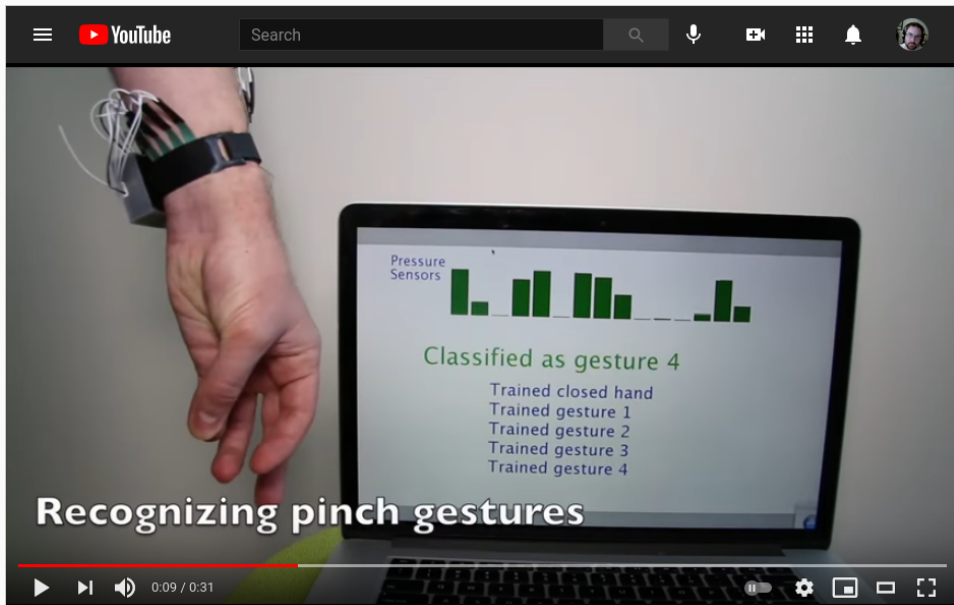 YouTube
Search
Pressure
Sensors
Classified as gesture 4
Trained closed hand
Trained gesture 1
Trained gesture 2
Trained gesture 3
Trained gesture 4
Recognizing pinch gestures
0:09 / 0:31